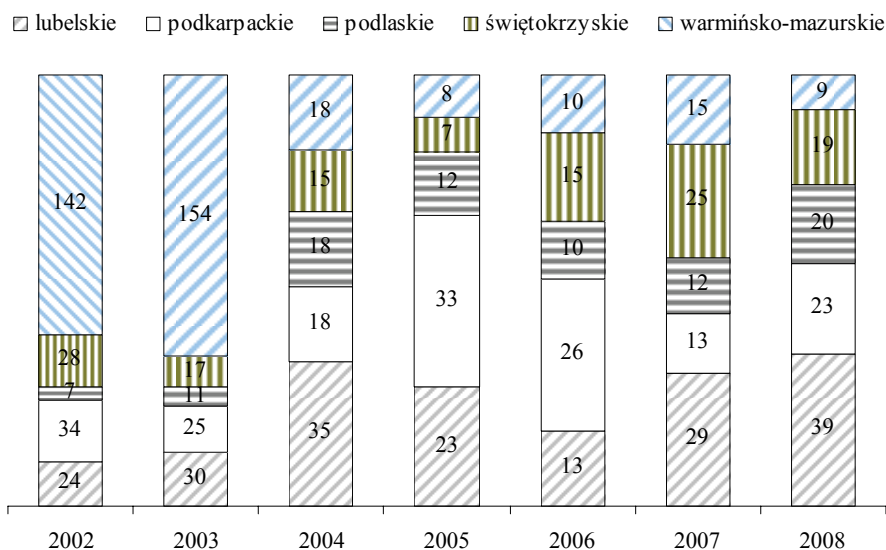 lubelskie podkarpackie podlaskie świętokrzyskie warmińsko-mazurskie
142 154 18 8 10 15 9
28 17 15 7 15 25 19
7 11 18 12 10 12 20
34 25 18 33 26 13 23
24 30 35 23 13 29 39
2002 2003 2004 2005 2006 2007 2008